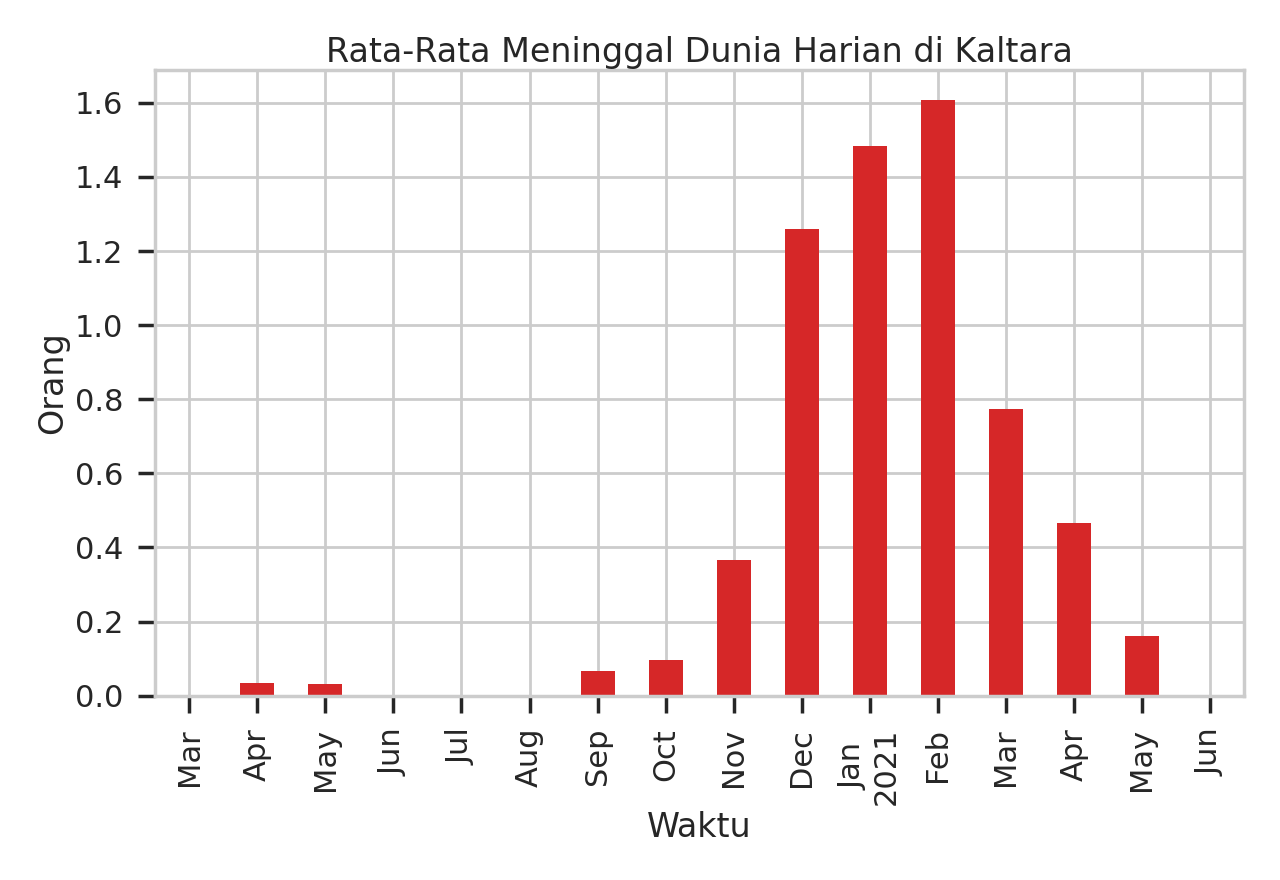 Rata-Rata Meninggal Dunia Harian di Kaltara
Orang
1.6
1.4
1.2
1.0
0.8
0.6
0.4
0.2
0.0
Mar
Apr
May
Jun
Jul
Aug
Sep
Oct
Nov
Dec
Jan
2021
Feb
Mar
Apr
May
Jun
Waktu